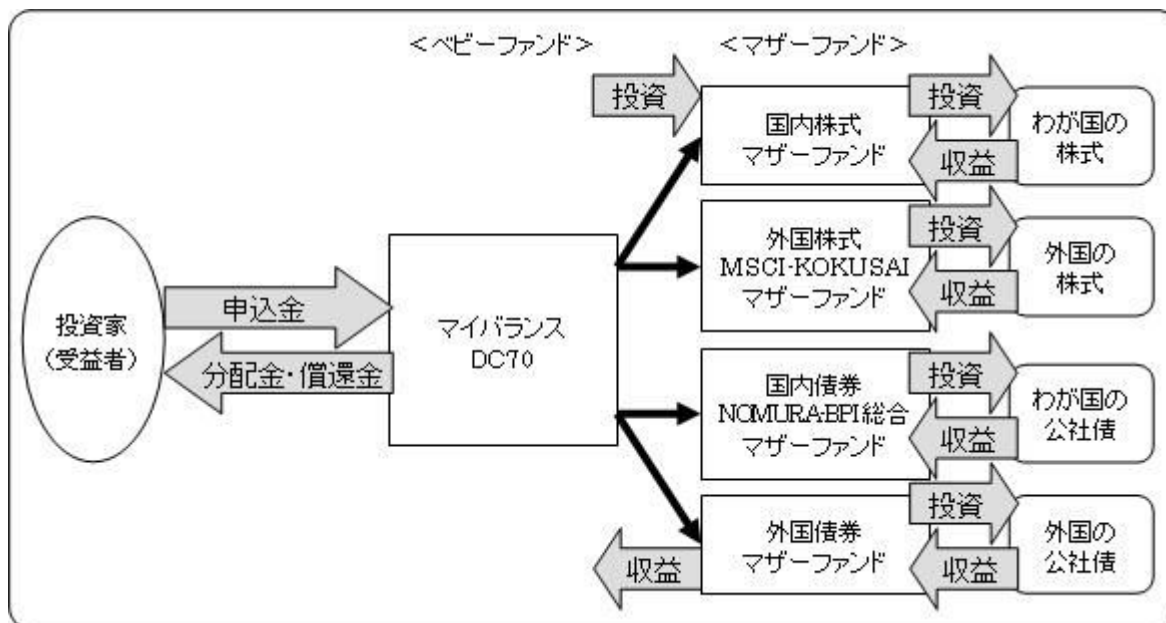 ＜ベビーファンド＞
＜マザーファンド＞
投資
国内株式
マザーファンド
投資
収益
わが国の
株式
外国株式
MSCI-KOKUSAI
マザーファンド
投資
収益
外国の
株式
投資家
（受益者）
申込金
分配金・償還金
マイバランス
DC70
国内債券
NOMURA-BPI総合
マザーファンド
投資
収益
わが国の
公社債
外国債券
マザーファンド
投資
収益
外国の
公社債
収益